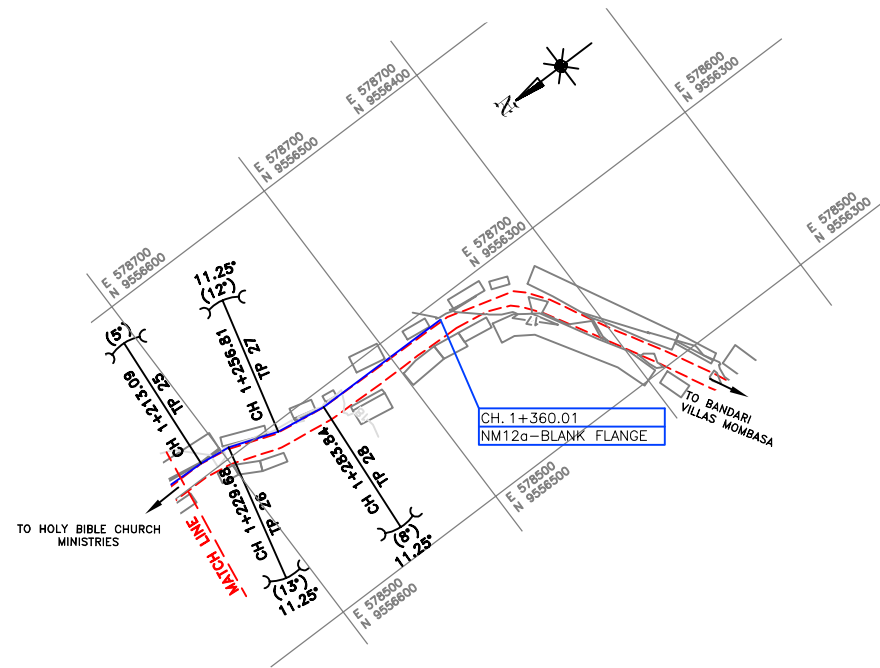 E 578700
N 9556400
E 578600
N 9556300
E 578700
N 9556500
E 578700
N 9556600
E 578700
N 9556300
E 578500
N 9556300
N
11.25°
(12°)
CH 1+256.81
TP 27
(5°)
CH 1+213.09
TP 25
CH. 1+360.01
NM12a-BLANK FLANGE
TO BANDARI
VILLAS MOMBASA
17
CH 1+283.84
TP 28
(8°)
11.25°
CH 1+229.68
TP 26
(13°)
11.25°
MATCH LINE
TO HOLY BIBLE CHURCH
MINISTRIES
E 578500
N 9556500
E 578500
N 9556600